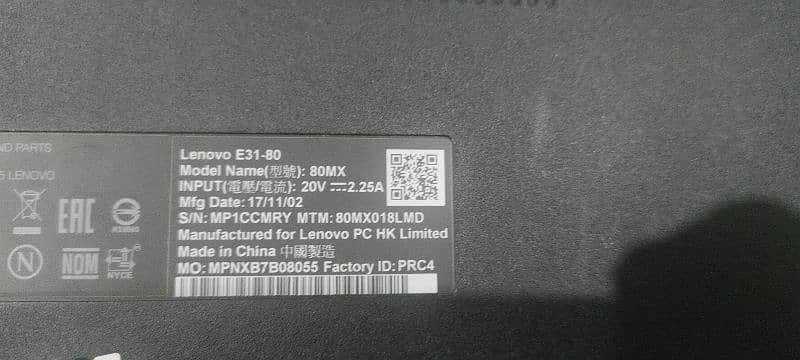 ND PARTS
LENOVO
EAC
N
NOM
NYCE
Lenovo E31-80
Model Name(型號): 80MX
INPUT(電壓/電流): 20V⎓2.25A
Mfg Date: 17/11/02
S/N: MP1CCMRY MTM: 80MX018LMD
Manufactured for Lenovo PC HK Limited
Made in China 中國製造
MO: MPNXB7B08055 Factory ID: PRC4